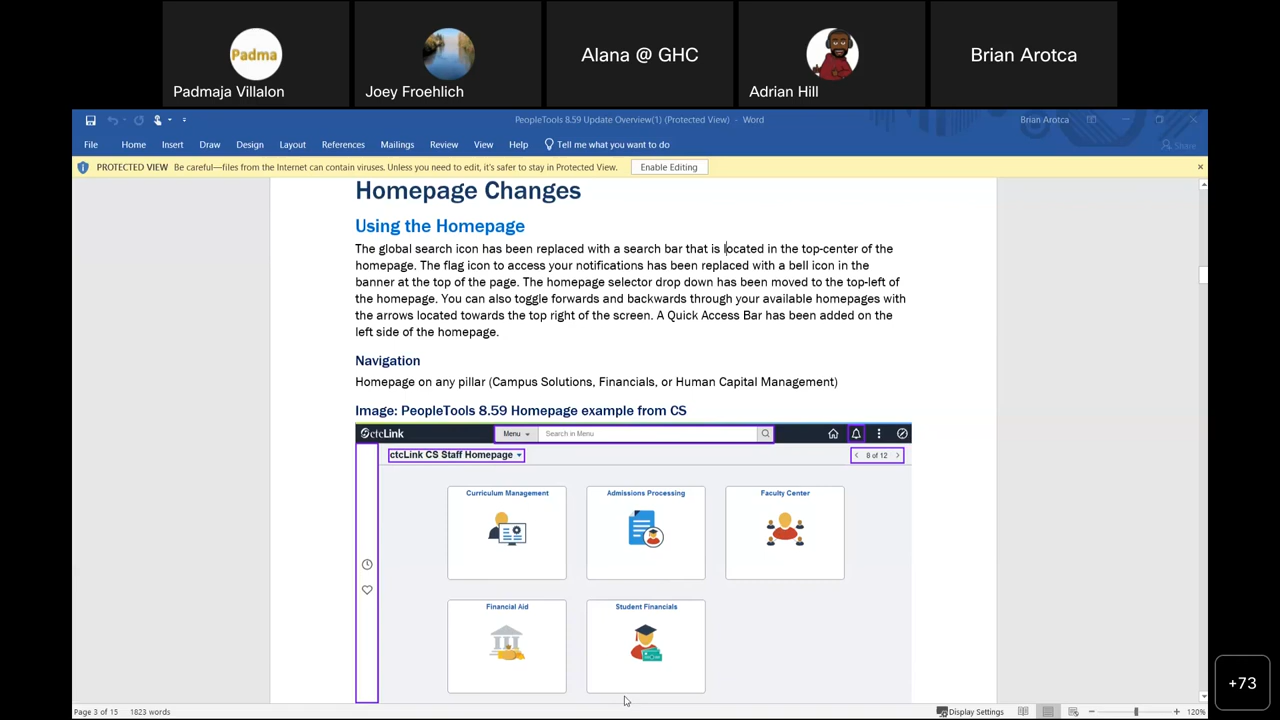 Padma
Padmaja Villalon
Joey Froehlich
Alana @ GHC
Adrian Hill
Brian Arotca
PeopleTools 8.59 Update Overview(1) (Protected View) - Word
Brian Arotca
File Home Insert Draw Design Layout References Mailings Review View Help Tell me what you want to do Share
PROTECTED VIEW Be careful—files from the Internet can contain viruses. Unless you need to edit, it's safer to stay in Protected View. Enable Editing
Homepage Changes
Using the Homepage
The global search icon has been replaced with a search bar that is located in the top-center of the
homepage. The flag icon to access your notifications has been replaced with a bell icon in the
banner at the top of the page. The homepage selector drop down has been moved to the top-left of
the homepage. You can also toggle forwards and backwards through your available homepages with
the arrows located towards the top right of the screen. A Quick Access Bar has been added on the
left side of the homepage.
Navigation
Homepage on any pillar (Campus Solutions, Financials, or Human Capital Management)
Image: PeopleTools 8.59 Homepage example from CS
ctcLink Menu Search in Menu
ctcLink CS Staff Homepage 8 of 12
Curriculum Management Admissions Processing Faculty Center
Financial Aid Student Financials
+73
Page 3 of 15 1823 words Display Settings 120%